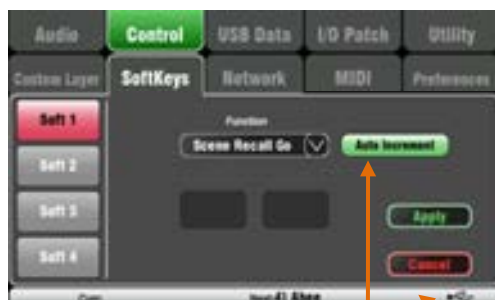 Audio Control USB Data I/O Patch Utility
Custom Layer SoftKeys Network MIDI Preferences
Soft 1
Function
Scene Recall Go Auto Increment
Soft 2
Soft 3 Apply
Soft 4 Cancel